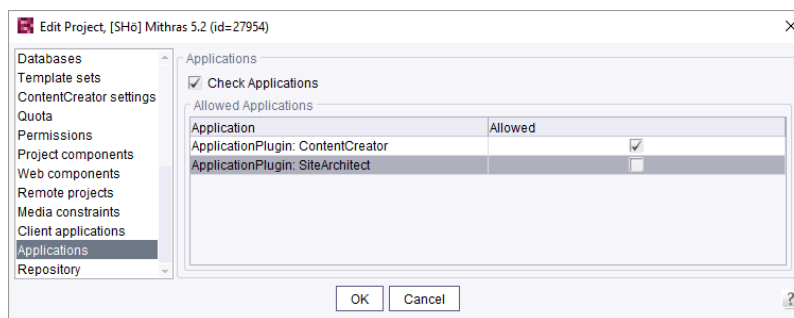 Edit Project, [SHö] Mithras 5.2 (id=27954)
Databases
Template sets
ContentCreator settings
Quota
Permissions
Project components
Web components
Remote projects
Media constraints
Client applications
Applications
Repository
Applications
Check Applications
Allowed Applications
Application Allowed
ApplicationPlugin: ContentCreator
ApplicationPlugin: SiteArchitect
OK Cancel
?